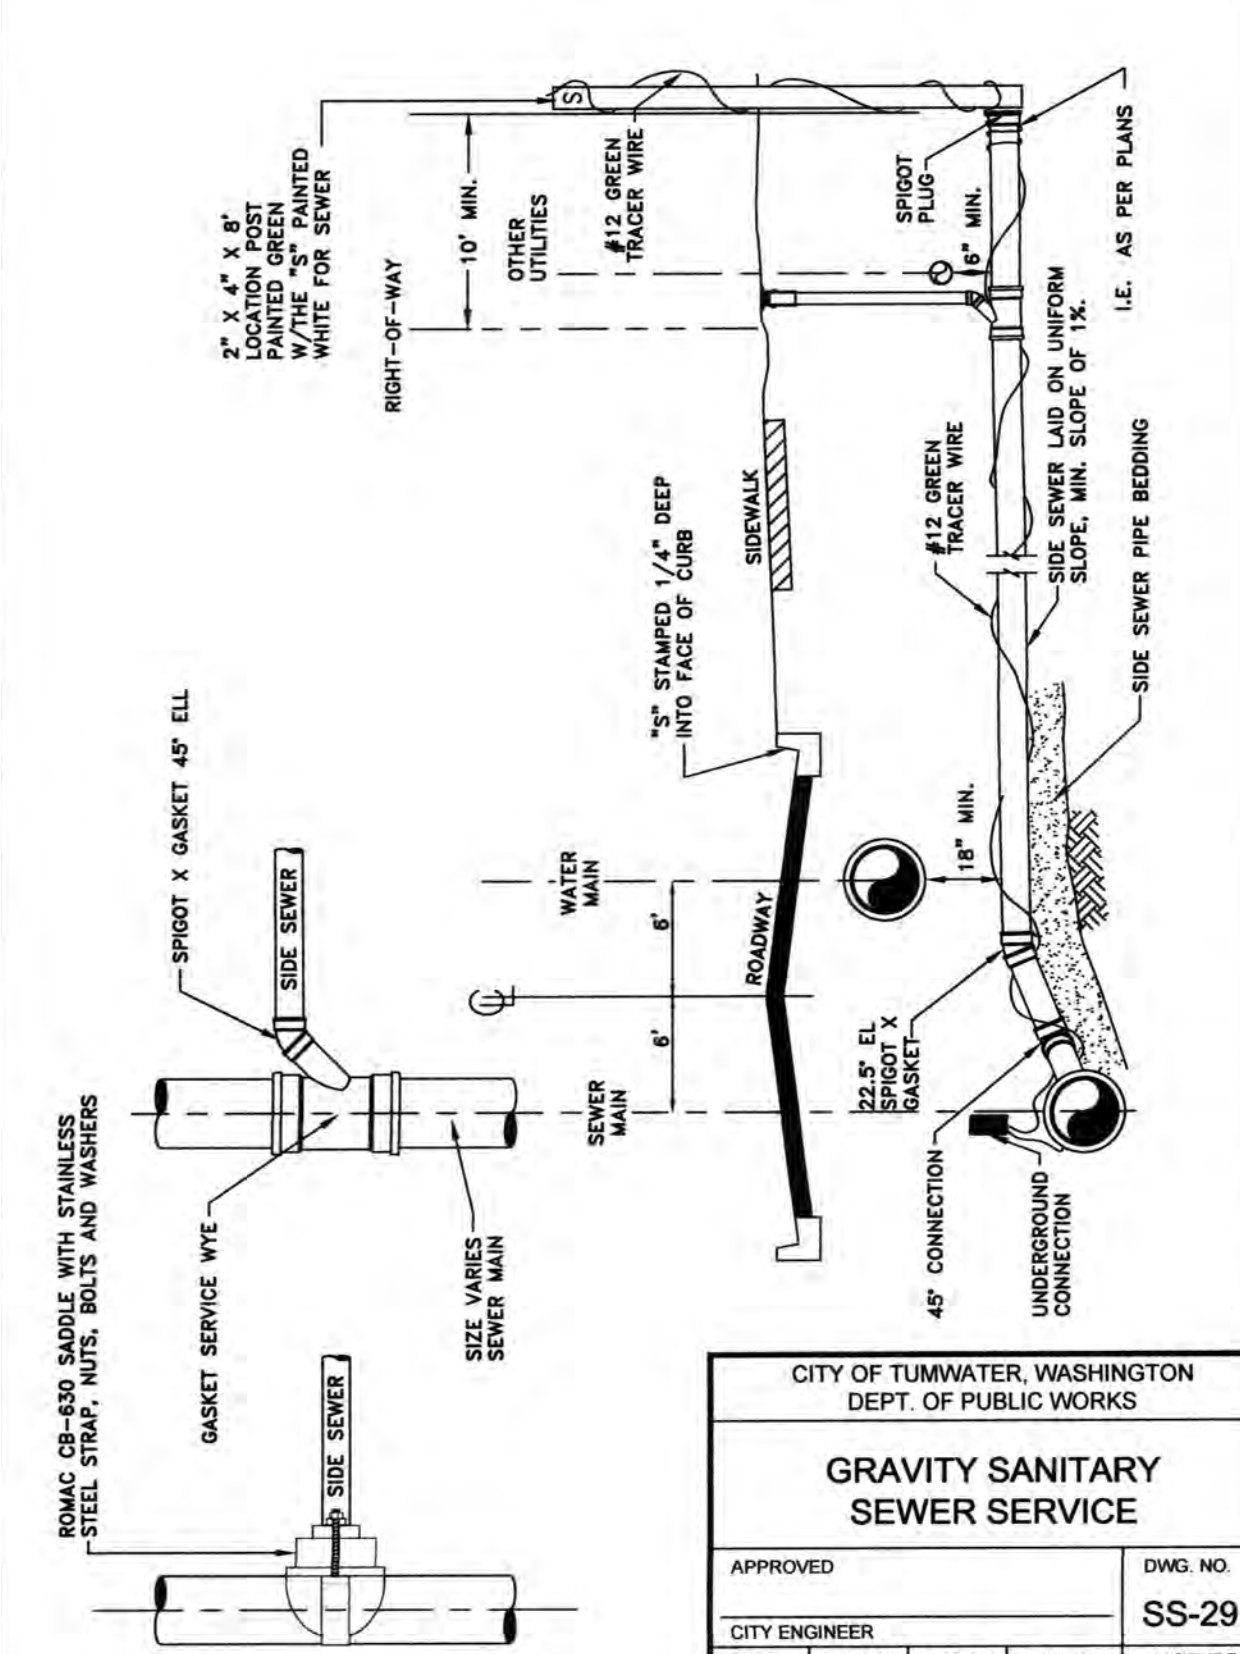 ROMAC CB-630 SADDLE WITH STAINLESS
STEEL STRAP, NUTS, BOLTS AND WASHERS
SIDE SEWER
GASKET SERVICE WYE
SIZE VARIES
SEWER MAIN
SPIGOT X GASKET 45° ELL
SIDE SEWER
2" X 4" X 8'
LOCATION POST
PAINTED GREEN
W/THE "S" PAINTED
WHITE FOR SEWER
RIGHT-OF-WAY
10' MIN.
OTHER
UTILITIES
S
#12 GREEN
TRACER WIRE
SEWER
MAIN
6'
6'
WATER
MAIN
"S" STAMPED 1/4" DEEP
INTO FACE OF CURB
ROADWAY
SIDEWALK
SPIGOT
PLUG
6" MIN.
22.5° EL
SPIGOT X
GASKET
18" MIN.
#12 GREEN
TRACER WIRE
45° CONNECTION
UNDERGROUND
CONNECTION
SIDE SEWER LAID ON UNIFORM
SLOPE, MIN. SLOPE OF 1%.
I.E. AS PER PLANS
SIDE SEWER PIPE BEDDING
CITY OF TUMWATER, WASHINGTON
DEPT. OF PUBLIC WORKS
GRAVITY SANITARY
SEWER SERVICE
APPROVED
DWG. NO.
SS-29
CITY ENGINEER